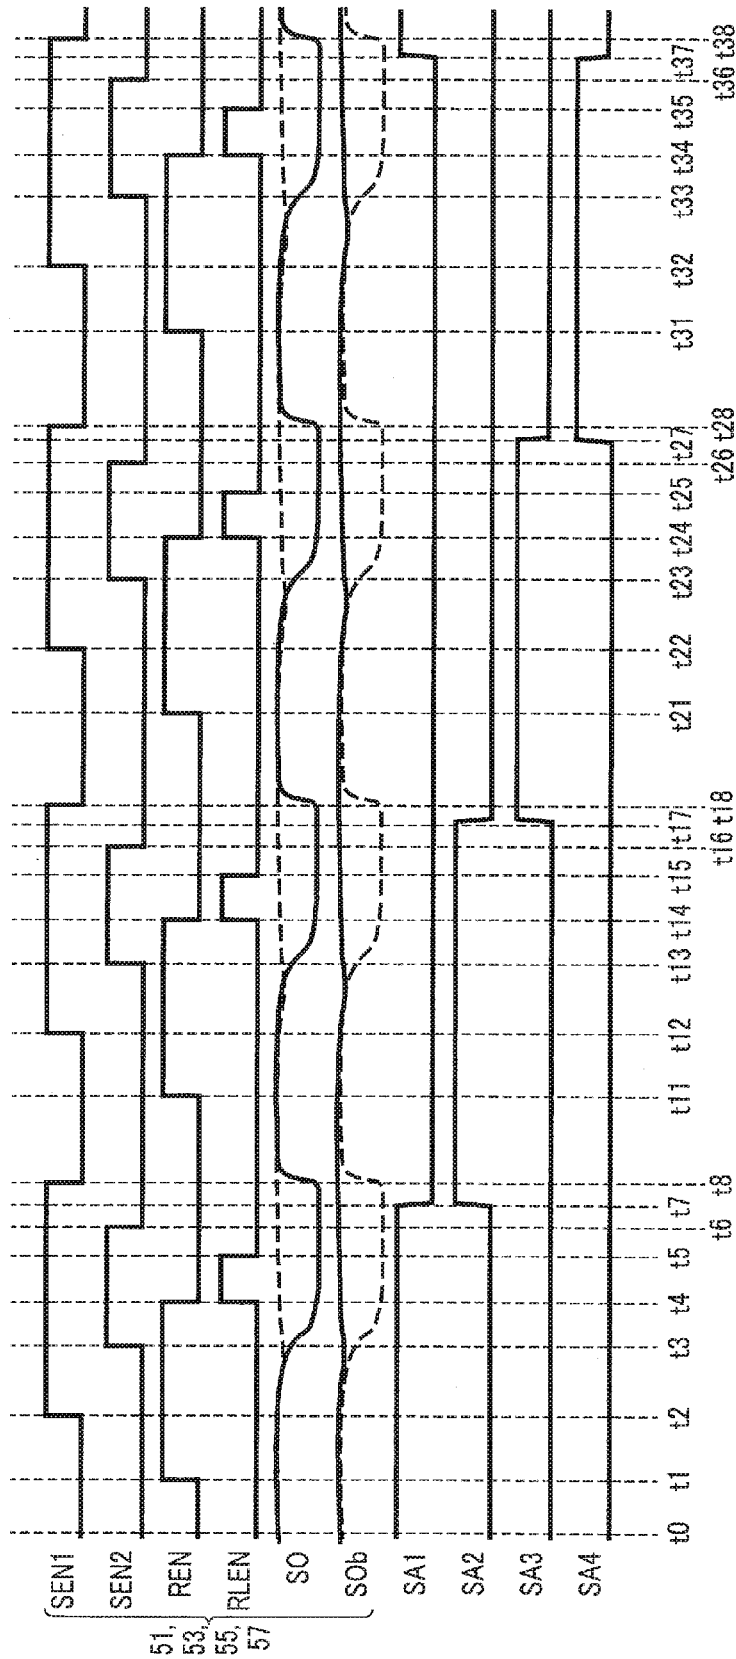 SEN1
SEN2
REN
RLEN
SO
SOb
SA1
SA2
SA3
SA4
51,
53,
55,
57
t0 t1 t2 t3 t4 t5 t7 t8 t11 t12 t13 t14 t15 t17 t18 t21 t22 t23 t24 t25 t27 t28 t31 t32 t33 t34 t35 t37 t38
t6 t16 t26 t36